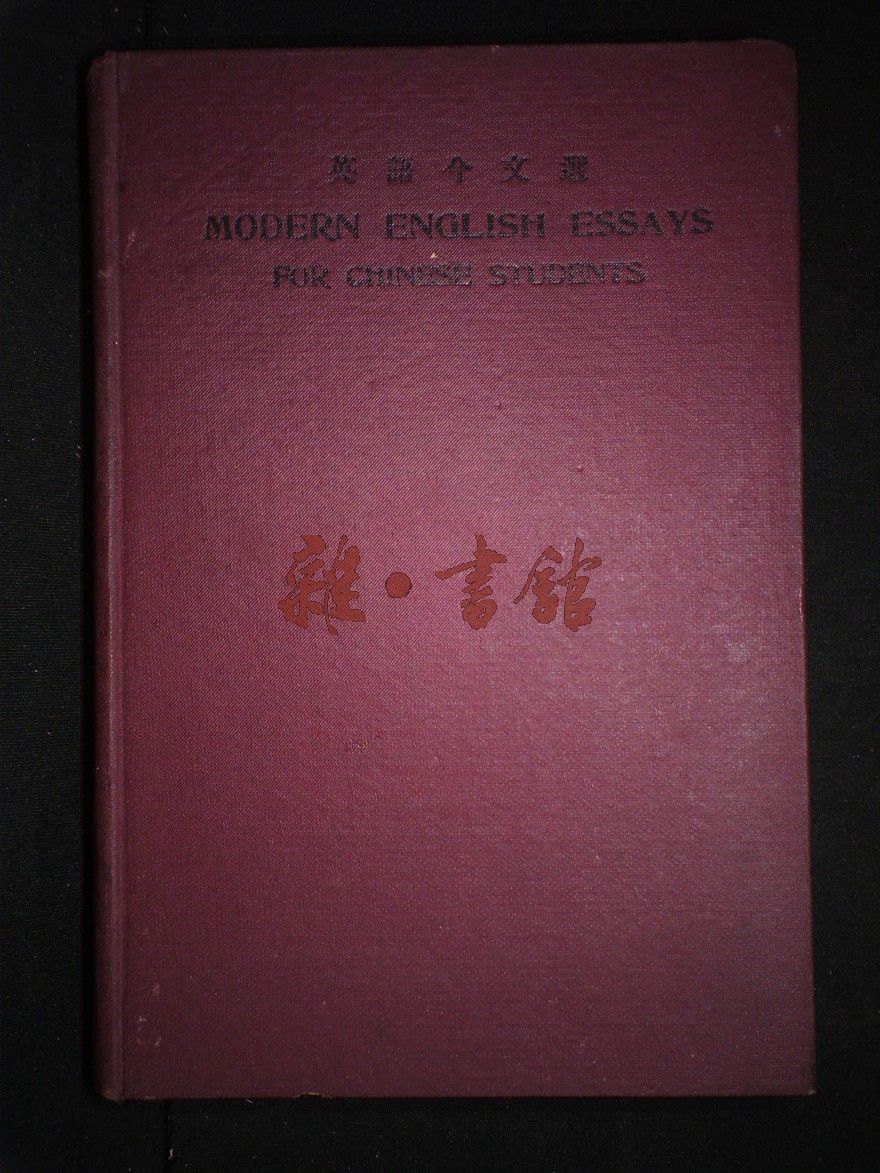 英語今文選
MODERN ENGLISH ESSAYS
FOR CHINESE STUDENTS
雜·書館